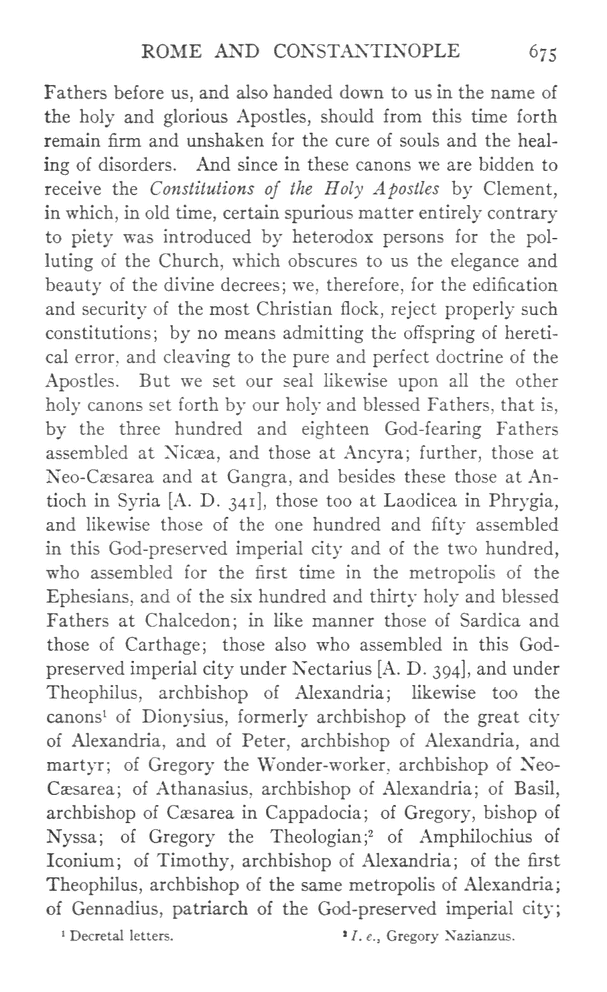 ROME AND CONSTANTINOPLE 675
Fathers before us, and also handed down to us in the name of
the holy and glorious Apostles, should from this time forth
remain firm and unshaken for the cure of souls and the heal-
ing of disorders. And since in these canons we are bidden to
receive the Constitutions of the Holy Apostles by Clement,
in which, in old time, certain spurious matter entirely contrary
to piety was introduced by heterodox persons for the pol-
luting of the Church, which obscures to us the elegance and
beauty of the divine decrees; we, therefore, for the edification
and security of the most Christian flock, reject properly such
constitutions; by no means admitting the offspring of hereti-
cal error, and cleaving to the pure and perfect doctrine of the
Apostles. But we set our seal likewise upon all the other
holy canons set forth by our holy and blessed Fathers, that is,
by the three hundred and eighteen God-fearing Fathers
assembled at Nicæa, and those at Ancyra; further, those at
Neo-Cæsarea and at Gangra, and besides these those at An-
tioch in Syria [A. D. 341], those too at Laodicea in Phrygia,
and likewise those of the one hundred and fifty assembled
in this God-preserved imperial city and of the two hundred,
who assembled for the first time in the metropolis of the
Ephesians, and of the six hundred and thirty holy and blessed
Fathers at Chalcedon; in like manner those of Sardica and
those of Carthage; those also who assembled in this God-
preserved imperial city under Nectarius [A. D. 394], and under
Theophilus, archbishop of Alexandria; likewise too the
canons¹ of Dionysius, formerly archbishop of the great city
of Alexandria, and of Peter, archbishop of Alexandria, and
martyr; of Gregory the Wonder-worker, archbishop of Neo-
Cæsarea; of Athanasius, archbishop of Alexandria; of Basil,
archbishop of Cæsarea in Cappadocia; of Gregory, bishop of
Nyssa; of Gregory the Theologian;² of Amphilochius of
Iconium; of Timothy, archbishop of Alexandria; of the first
Theophilus, archbishop of the same metropolis of Alexandria;
of Gennadius, patriarch of the God-preserved imperial city;
¹ Decretal letters. ² I. e., Gregory Nazianzus.